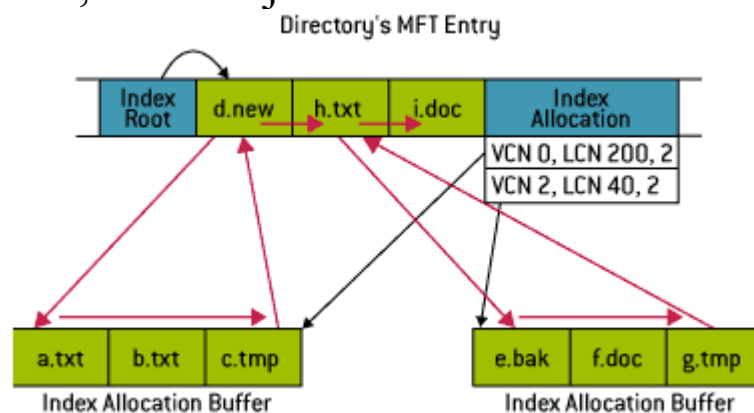 Directory's MFT Entry
Index
Root
d.new
h.txt
i.doc
Index
Allocation
VCN 0, LCN 200, 2
VCN 2, LCN 40, 2
a.txt
b.txt
c.tmp
e.bak
f.doc
g.tmp
Index Allocation Buffer
Index Allocation Buffer